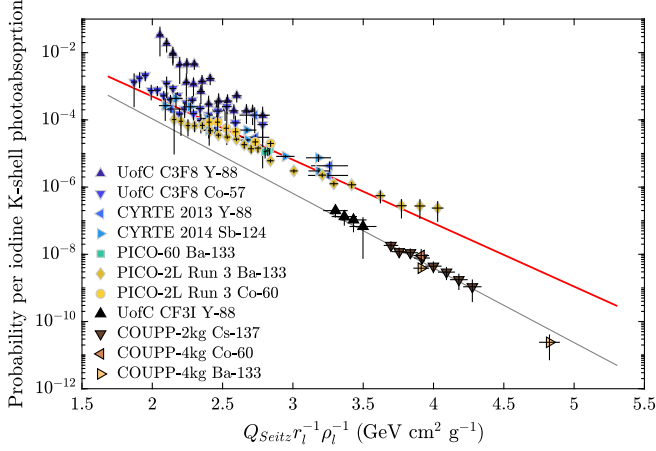 Probability per iodine K-shell photoabsoprtion
10⁻²
10⁻⁴
10⁻⁶
10⁻⁸
10⁻¹⁰
10⁻¹²
UofC C3F8 Y-88
UofC C3F8 Co-57
CYRTE 2013 Y-88
CYRTE 2014 Sb-124
PICO-60 Ba-133
PICO-2L Run 3 Ba-133
PICO-2L Run 3 Co-60
UofC CF3I Y-88
COUPP-2kg Cs-137
COUPP-4kg Co-60
COUPP-4kg Ba-133
1.5 2 2.5 3 3.5 4 4.5 5 5.5
Q_{Seitz} r_l^{-1} ρ_l^{-1} (GeV cm² g⁻¹)